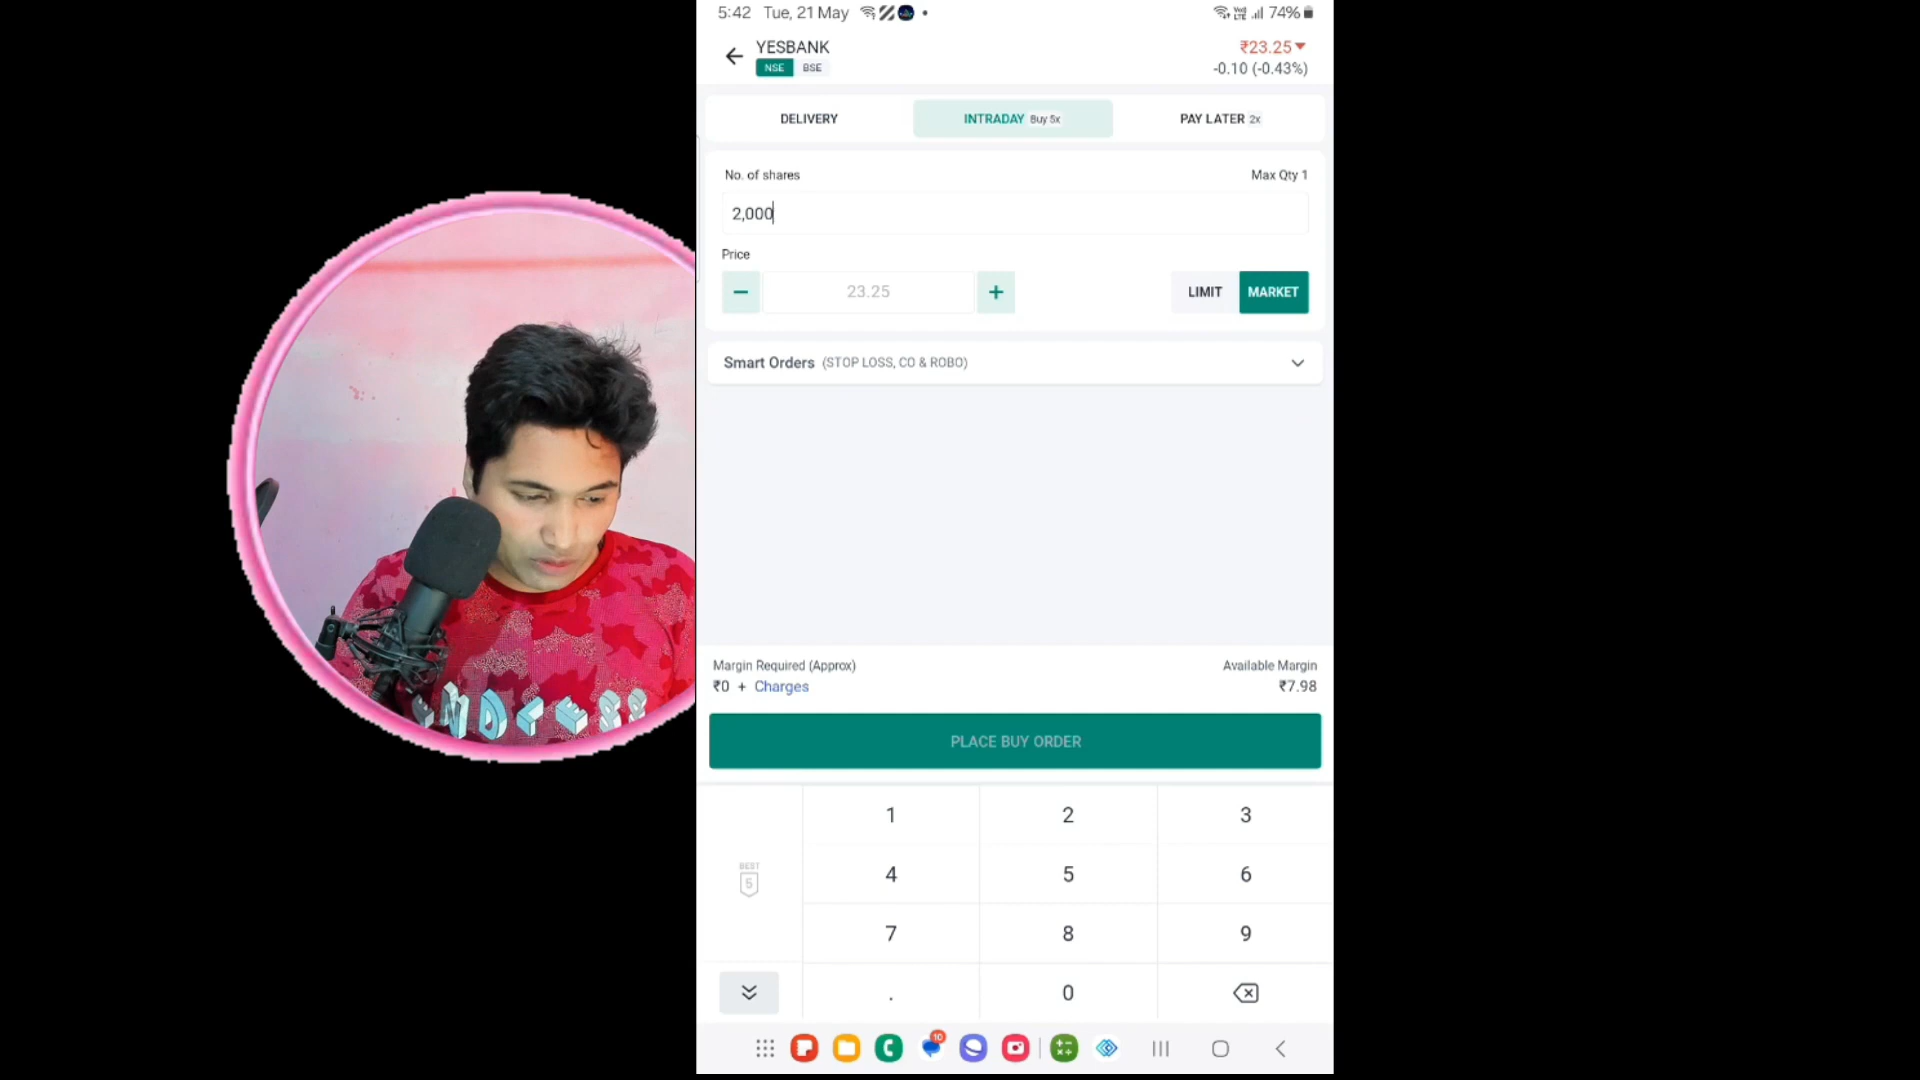 5:42 Tue, 21 May 74%
YESBANK ₹23.25
NSE BSE -0.10 (-0.43%)
DELIVERY INTRADAY Buy 5x PAY LATER 2x
No. of shares Max Qty 1
2,000
Price
23.25 LIMIT MARKET
Smart Orders (STOP LOSS, CO & ROBO)
Margin Required (Approx) Available Margin
₹0 + Charges ₹7.98
PLACE BUY ORDER
1 2 3
BEST
5
4 5 6
7 8 9
. 0
10